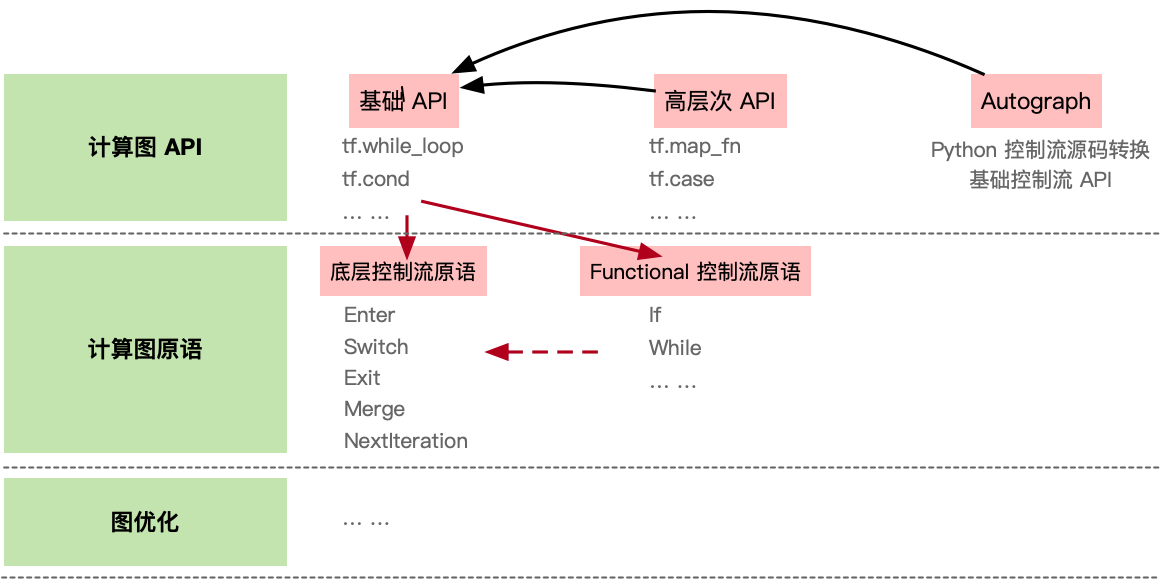 计算图 API
基础 API
tf.while_loop
tf.cond
... ...
高层次 API
tf.map_fn
tf.case
... ...
Autograph
Python 控制流源码转换
基础控制流 API
计算图原语
底层控制流原语
Enter
Switch
Exit
Merge
NextIteration
Functional 控制流原语
If
While
... ...
图优化
... ...